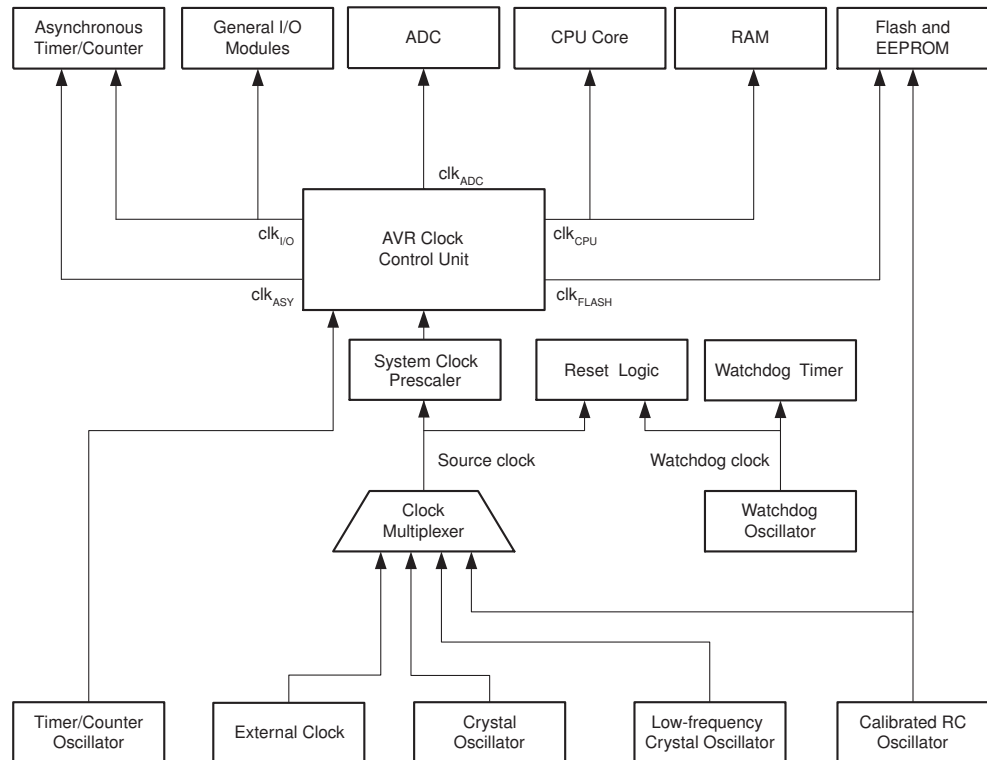 Asynchronous
Timer/Counter
General I/O
Modules
ADC
CPU Core
RAM
Flash and
EEPROM
clkADC
clkI/O
AVR Clock
Control Unit
clkCPU
clkASY
clkFLASH
System Clock
Prescaler
Reset Logic
Watchdog Timer
Source clock
Watchdog clock
Clock
Multiplexer
Watchdog
Oscillator
Timer/Counter
Oscillator
External Clock
Crystal
Oscillator
Low-frequency
Crystal Oscillator
Calibrated RC
Oscillator